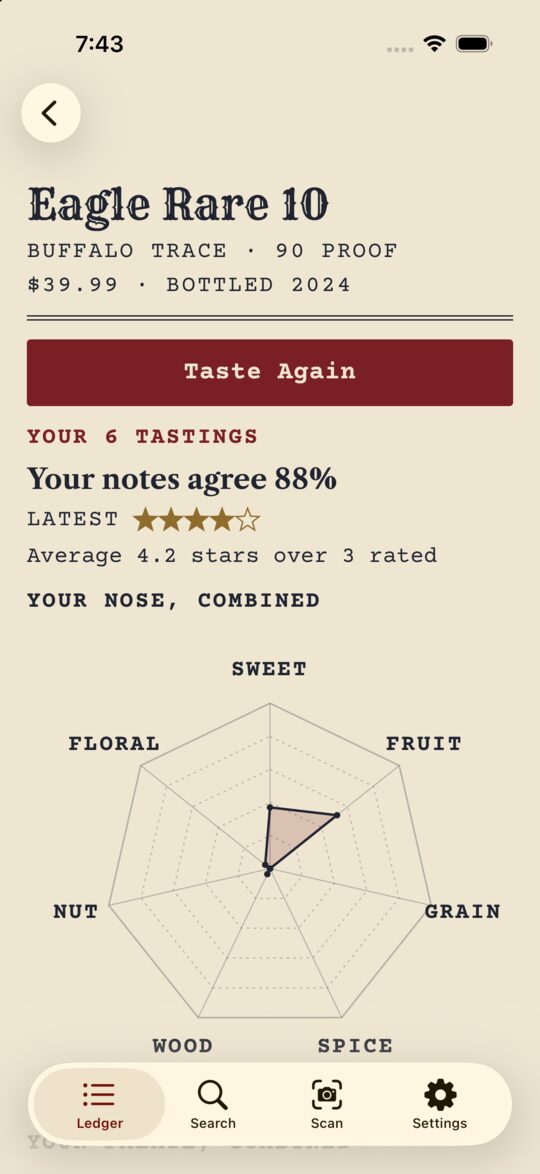 7:43
Eagle Rare 10
BUFFALO TRACE · 90 PROOF
$39.99 · BOTTLED 2024
Taste Again
YOUR 6 TASTINGS
Your notes agree 88%
LATEST ★★★★☆
Average 4.2 stars over 3 rated
YOUR NOSE, COMBINED
SWEET
FLORAL FRUIT
NUT GRAIN
WOOD SPICE
Ledger Search Scan Settings